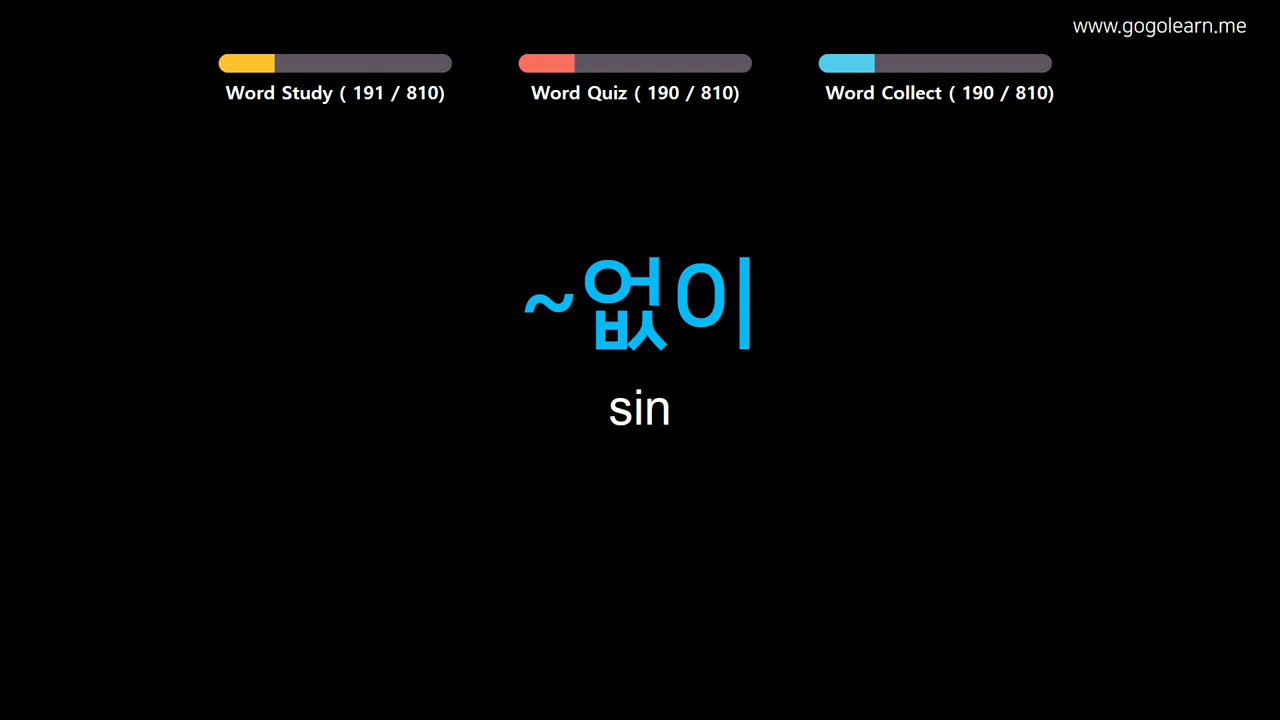 www.gogolearn.me
Word Study ( 191 / 810) Word Quiz ( 190 / 810) Word Collect ( 190 / 810)
~없이
sin